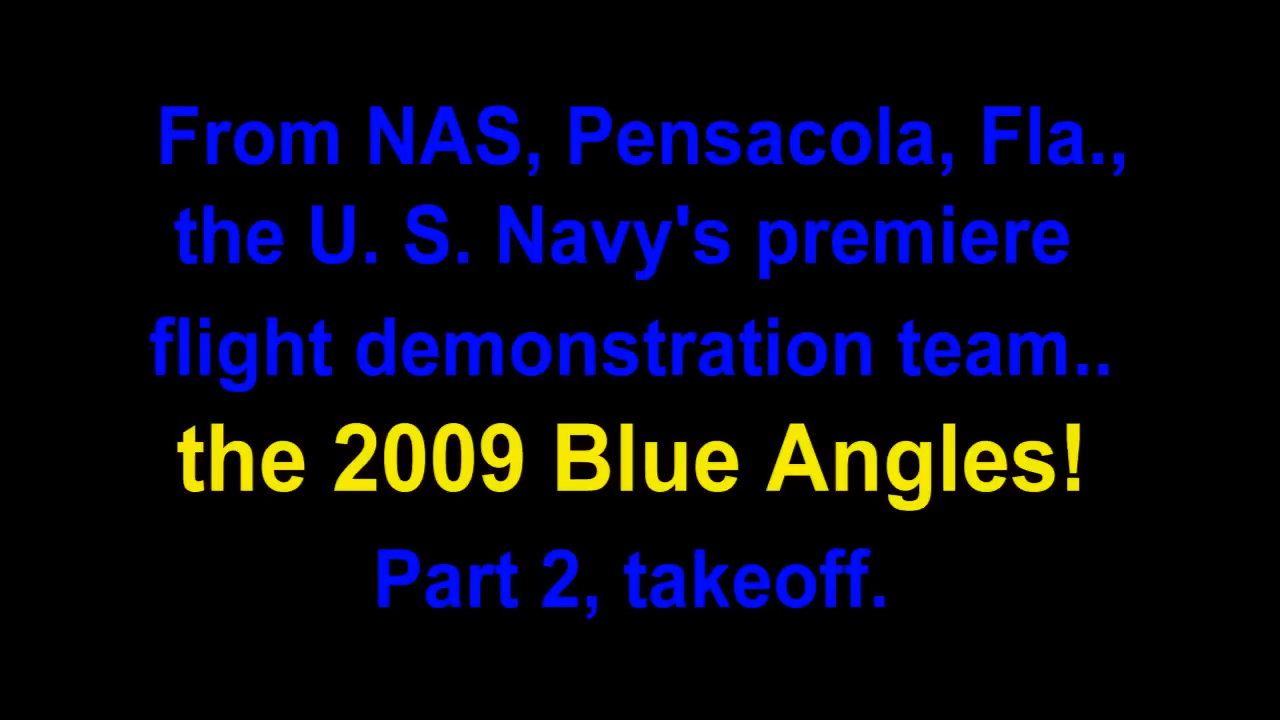 From NAS, Pensacola, Fla.,
the U. S. Navy's premiere
flight demonstration team..
the 2009 Blue Angles!
Part 2, takeoff.